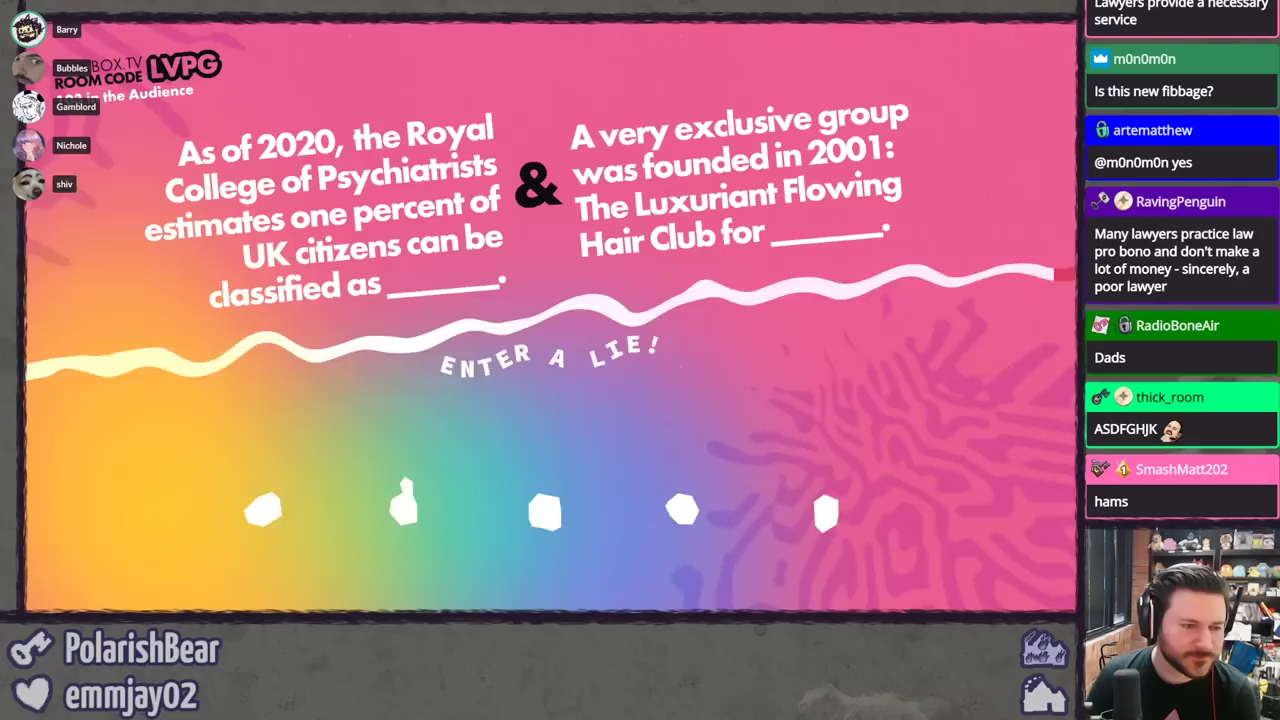 Barry
Bubbles
Gamblord
Nichole
shiv
BOX.TV
ROOM CODE LVPG
in the Audience
As of 2020, the Royal
College of Psychiatrists
estimates one percent of
UK citizens can be
classified as ________.
&
A very exclusive group
was founded in 2001:
The Luxuriant Flowing
Hair Club for ________.
ENTER A LIE!
Lawyers provide a necessary
service
m0n0m0n
Is this new fibbage?
artematthew
@m0n0m0n yes
RavingPenguin
Many lawyers practice law
pro bono and don't make a
lot of money - sincerely, a
poor lawyer
RadioBoneAir
Dads
thick_room
ASDFGHJK
SmashMatt202
hams
PolarishBear
emmjay02